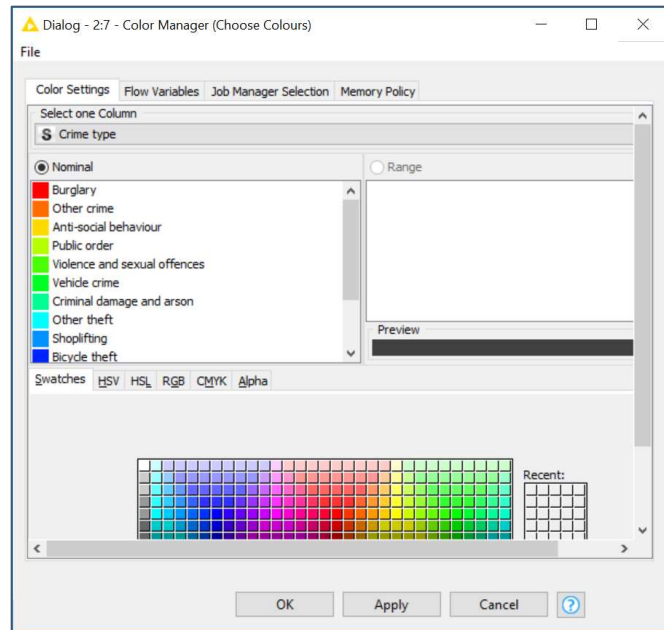 Dialog - 2:7 - Color Manager (Choose Colours)
File
Color Settings Flow Variables Job Manager Selection Memory Policy
Select one Column
S Crime type
Nominal
Range
Burglary
Other crime
Anti-social behaviour
Public order
Violence and sexual offences
Vehicle crime
Criminal damage and arson
Other theft
Shoplifting
Bicycle theft
Preview
Swatches HSV HSL RGB CMYK Alpha
Recent:
OK Apply Cancel ?